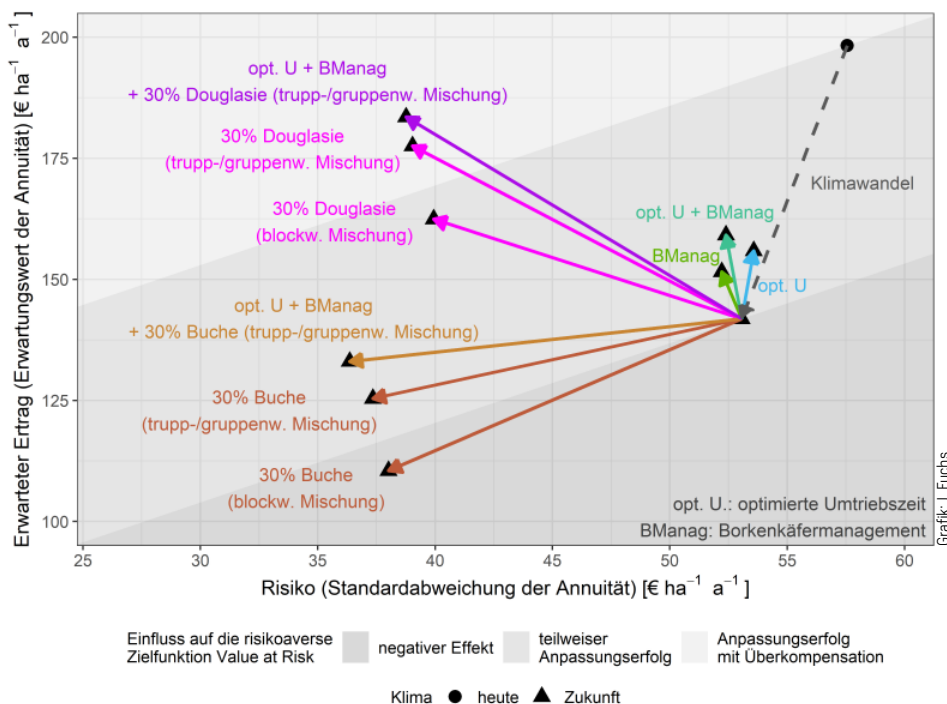 Erwarteter Ertrag (Erwartungswert der Annuität) [€ ha⁻¹ a⁻¹]
200
175
150
125
100
opt. U + BManag
+ 30% Douglasie (trupp-/gruppenw. Mischung)
30% Douglasie
(trupp-/gruppenw. Mischung)
30% Douglasie
(blockw. Mischung)
Klimawandel
opt. U + BManag
BManag
opt. U
opt. U + BManag
+ 30% Buche (trupp-/gruppenw. Mischung)
30% Buche
(trupp-/gruppenw. Mischung)
30% Buche
(blockw. Mischung)
opt. U.: optimierte Umtriebszeit
BManag: Borkenkäfermanagement
Grafik: J. Fuchs
25 30 35 40 45 50 55 60
Risiko (Standardabweichung der Annuität) [€ ha⁻¹ a⁻¹]
Einfluss auf die risikoaverse
Zielfunktion Value at Risk
negativer Effekt
teilweiser
Anpassungserfolg
Anpassungserfolg
mit Überkompensation
Klima heute Zukunft